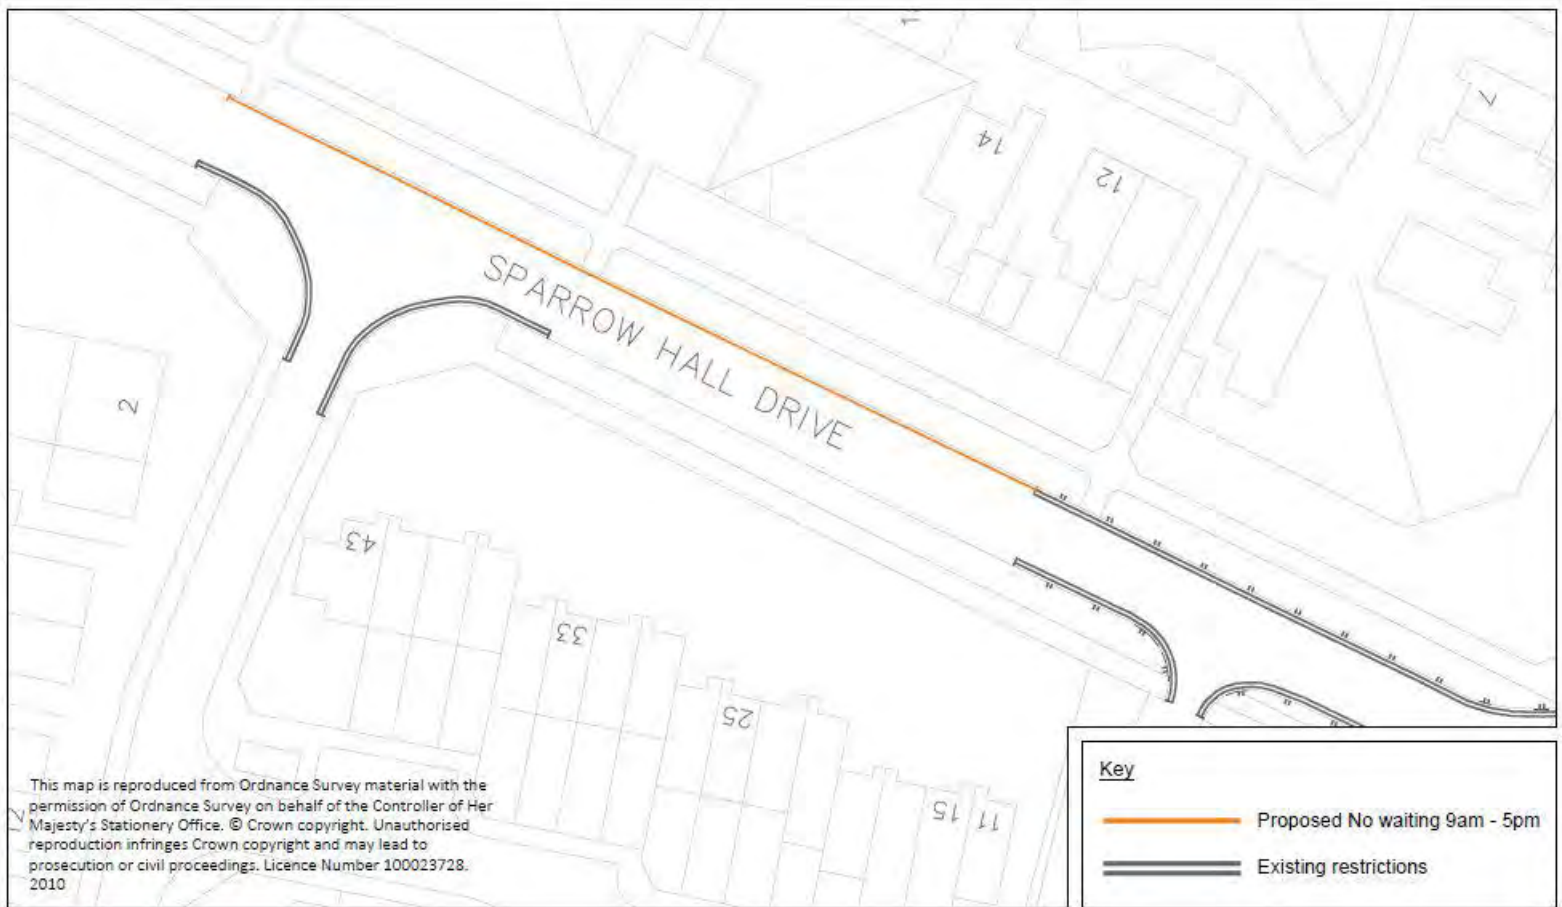 14
12
7
SPARROW HALL DRIVE
2
43
33
25
15
11
12
This map is reproduced from Ordnance Survey material with the
permission of Ordnance Survey on behalf of the Controller of Her
Majesty's Stationery Office. © Crown copyright. Unauthorised
reproduction infringes Crown copyright and may lead to
prosecution or civil proceedings. Licence Number 100023728.
2010
Key
Proposed No waiting 9am - 5pm
Existing restrictions